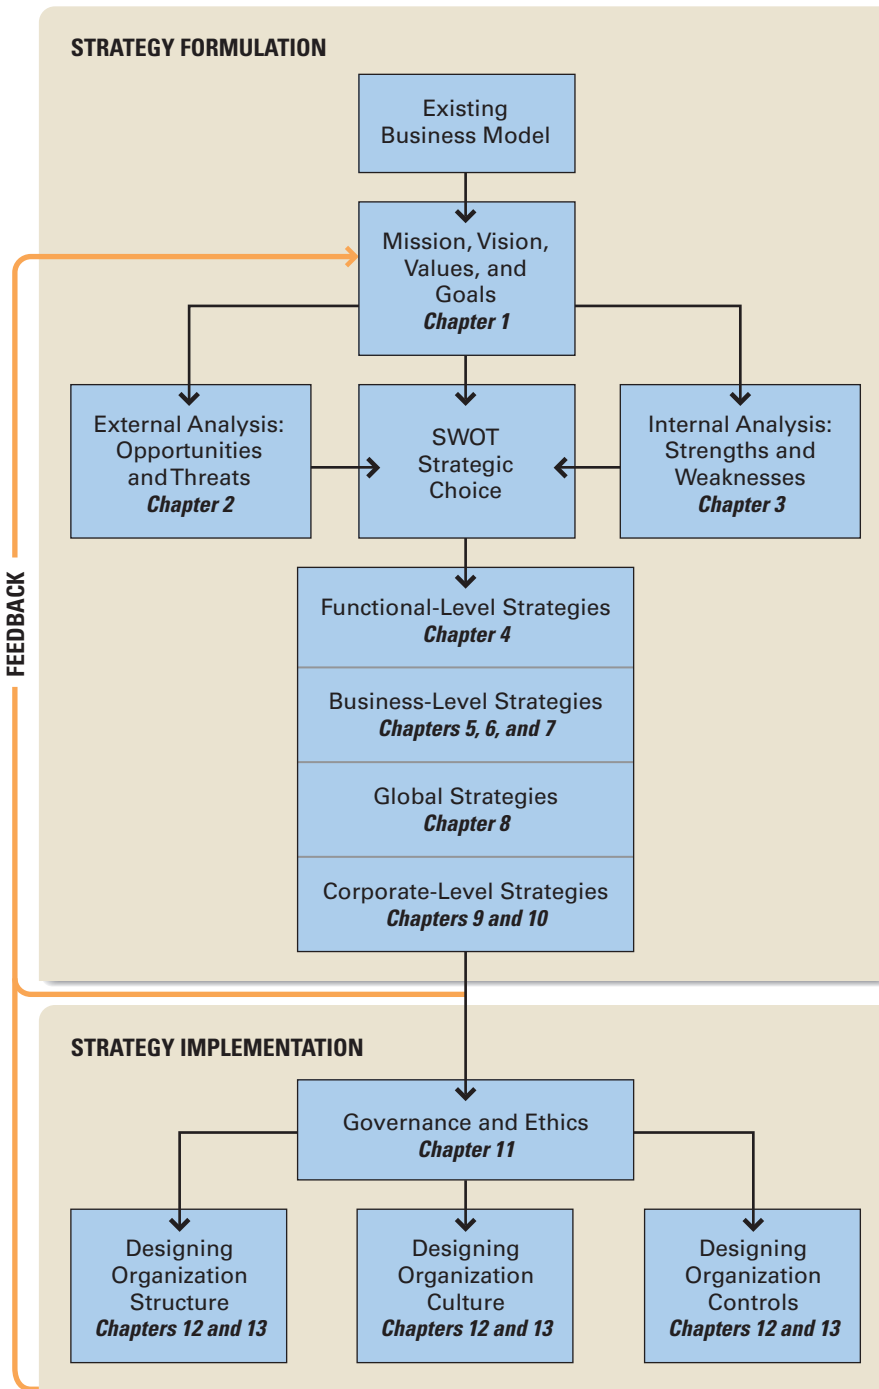 STRATEGY FORMULATION
Existing
Business Model
Mission, Vision,
Values, and
Goals
Chapter 1
External Analysis:
Opportunities
and Threats
Chapter 2
SWOT
Strategic
Choice
Internal Analysis:
Strengths and
Weaknesses
Chapter 3
FEEDBACK
Functional-Level Strategies
Chapter 4
Business-Level Strategies
Chapters 5, 6, and 7
Global Strategies
Chapter 8
Corporate-Level Strategies
Chapters 9 and 10
STRATEGY IMPLEMENTATION
Governance and Ethics
Chapter 11
Designing
Organization
Structure
Chapters 12 and 13
Designing
Organization
Culture
Chapters 12 and 13
Designing
Organization
Controls
Chapters 12 and 13